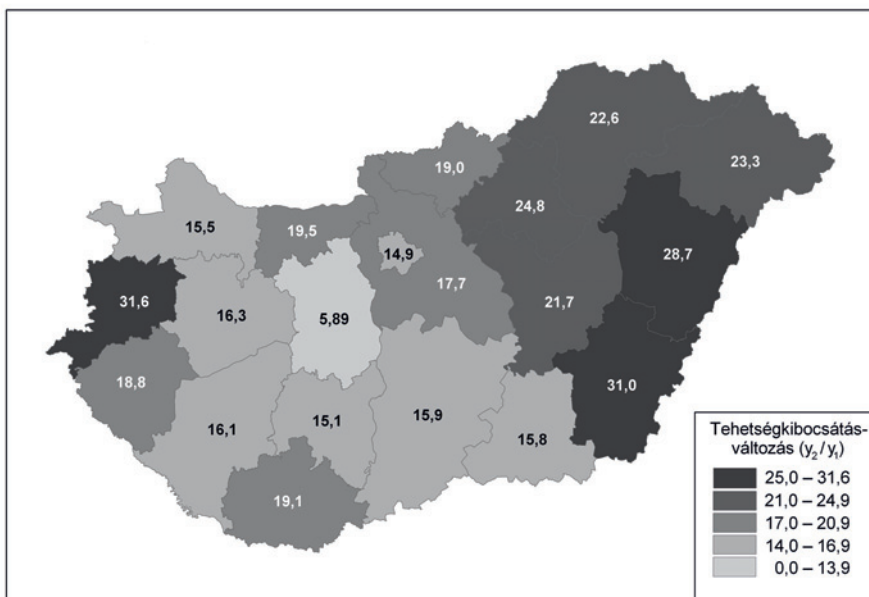 22,6
19,0
23,3
24,8
15,5
19,5
14,9
28,7
17,7
31,6
16,3
5,89
21,7
18,8
31,0
16,1
15,1
15,9
15,8
19,1
Tehetségkibocsátás-
változás (y₂/y₁)
25,0 – 31,6
21,0 – 24,9
17,0 – 20,9
14,0 – 16,9
0,0 – 13,9